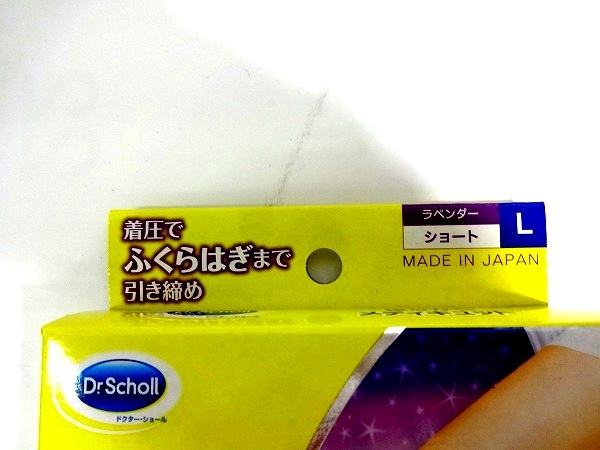 着圧で
ふくらはぎまで
引き締め
ラベンダー
ショート
L
MADE IN JAPAN
Dr.Scholl
ドクター・ショール